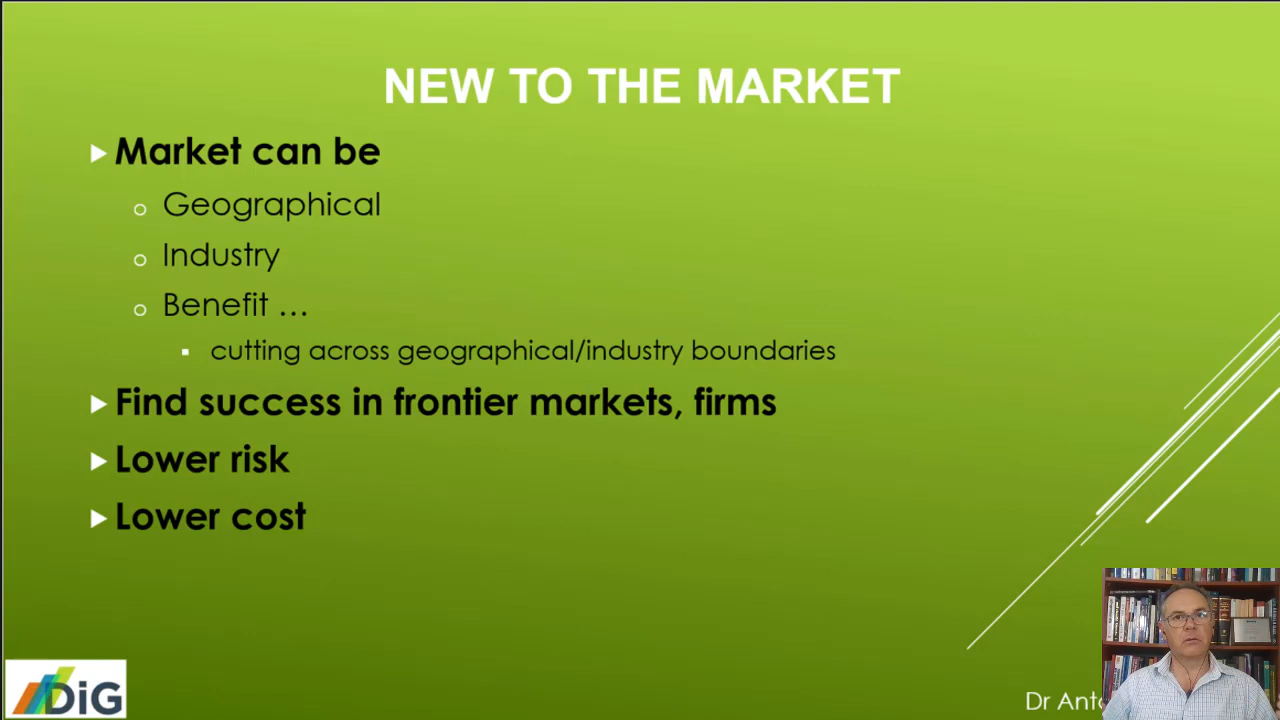 NEW TO THE MARKET
Market can be
Geographical
Industry
Benefit ...
cutting across geographical/industry boundaries
Find success in frontier markets, firms
Lower risk
Lower cost
DiG
Dr